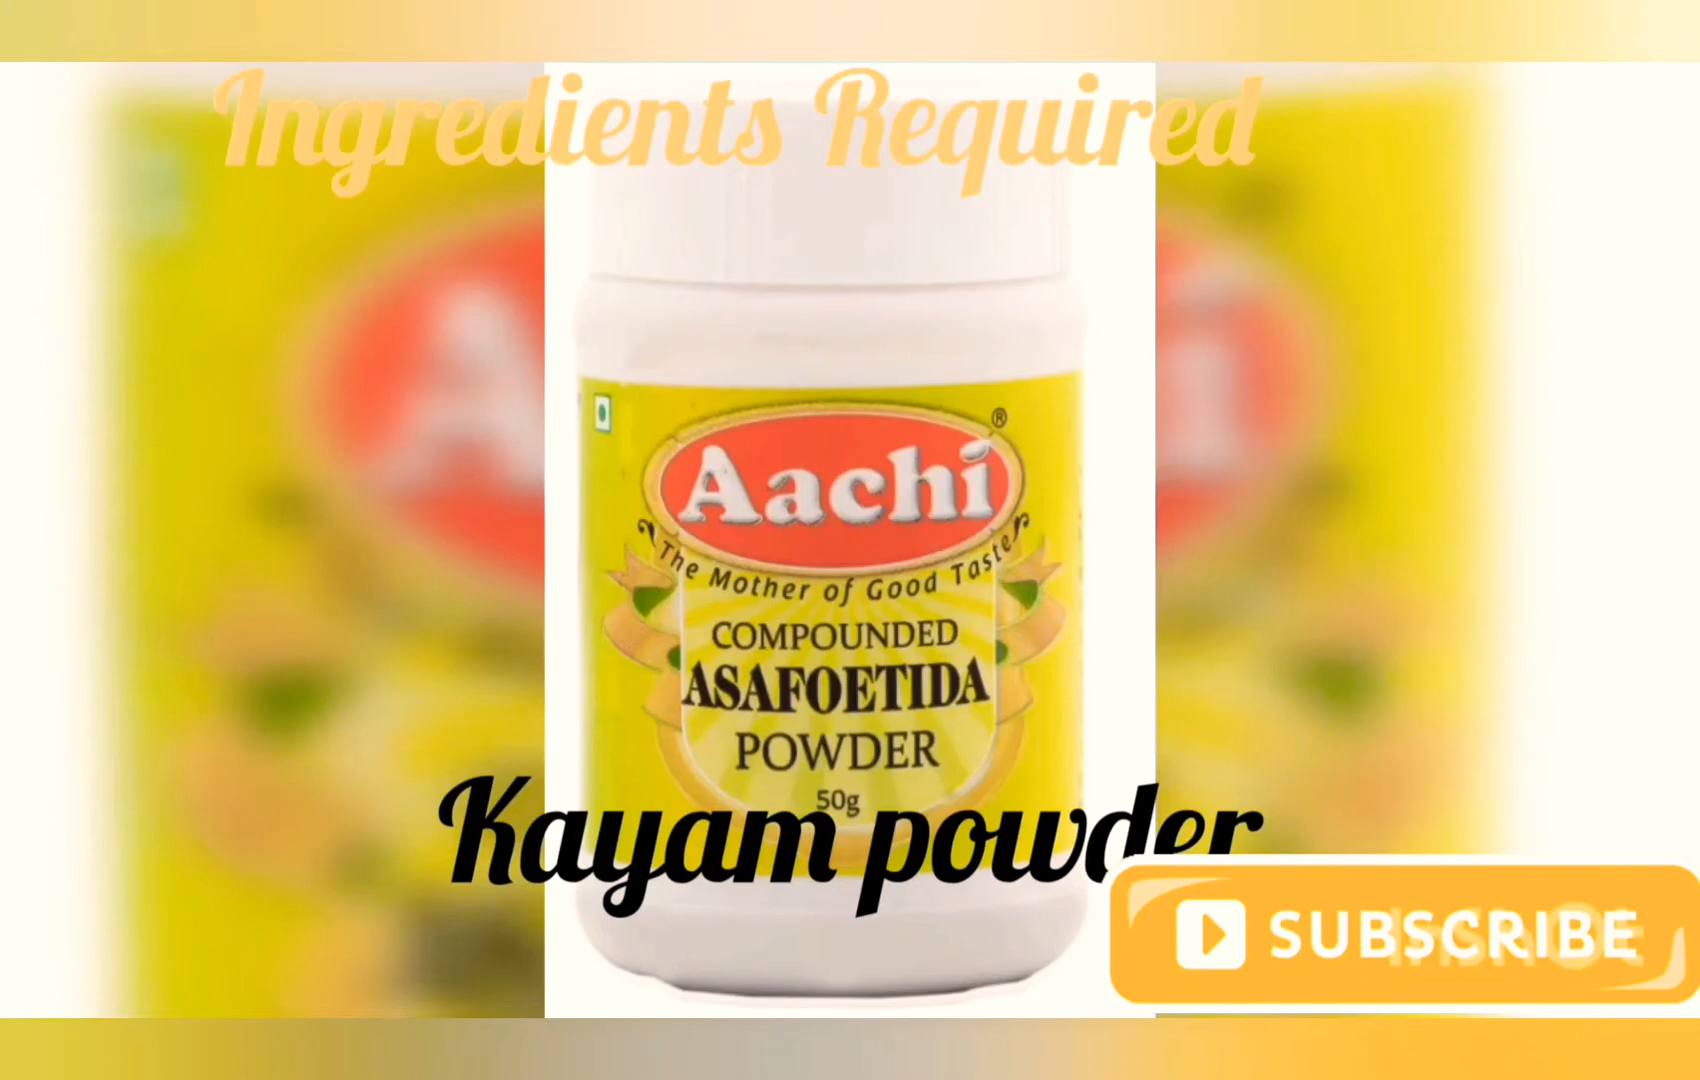 Ingredients Required
Aachi®
The Mother of Good Taste
COMPOUNDED
ASAFOETIDA
POWDER
50g
Kayam powder
SUBSCRIBE